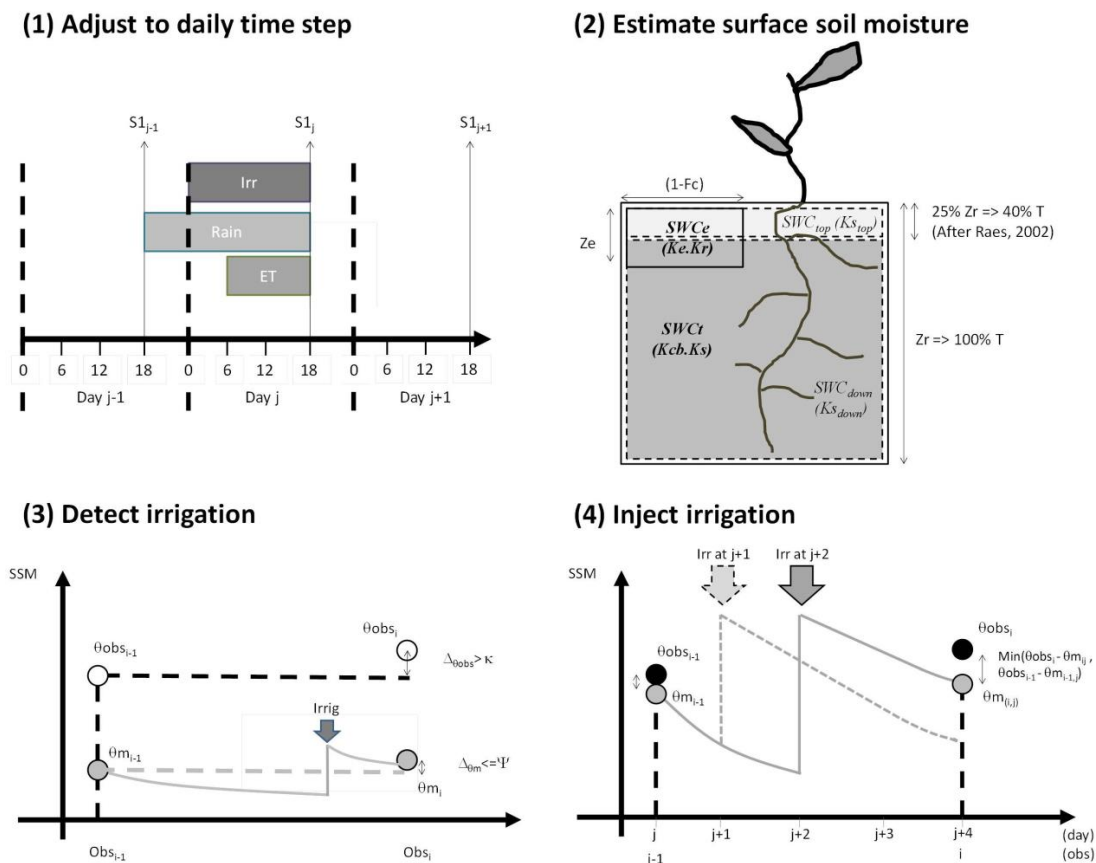 (1) Adjust to daily time step
S1j-1
S1j
S1j+1
Irr
Rain
ET
0 6 12 18 0 6 12 18 0 6 12 18
Day j-1 Day j Day j+1
(2) Estimate surface soil moisture
(1-Fc)
Ze
SWCe
(Ke.Kr)
SWCtop (Kstop)
25% Zr => 40% T
(After Raes, 2002)
SWCt
(Kcb.Ks)
Zr => 100% T
SWCdown
(Ksdown)
(3) Detect irrigation
SSM
θobsi
θobsi-1
Δθobs> κ
Irrig
θmi-1
Δθm<=Ψ
θmi
Obsi-1 Obsi
(4) Inject irrigation
Irr at j+1 Irr at j+2
SSM
θobsi
θobsi-1
Min(θobsi - θmij ,
θobsi-1 - θmi-1,j)
θmi-1
θm(i,j)
j j+1 j+2 j+3 j+4 (day)
i-1 i (obs)